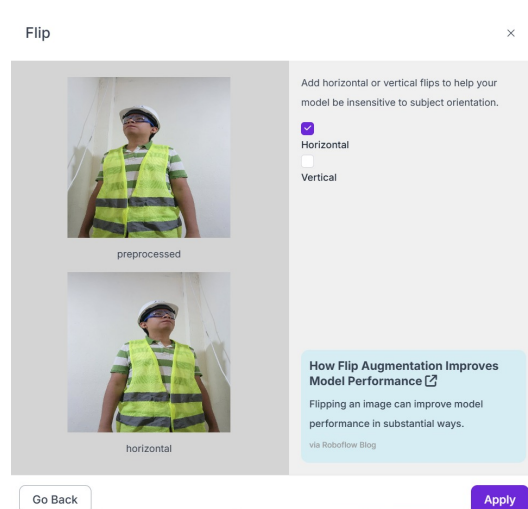 Flip
preprocessed
horizontal
Add horizontal or vertical flips to help your
model be insensitive to subject orientation.
Horizontal
Vertical
How Flip Augmentation Improves
Model Performance
Flipping an image can improve model
performance in substantial ways.
via Roboflow Blog
Go Back
Apply